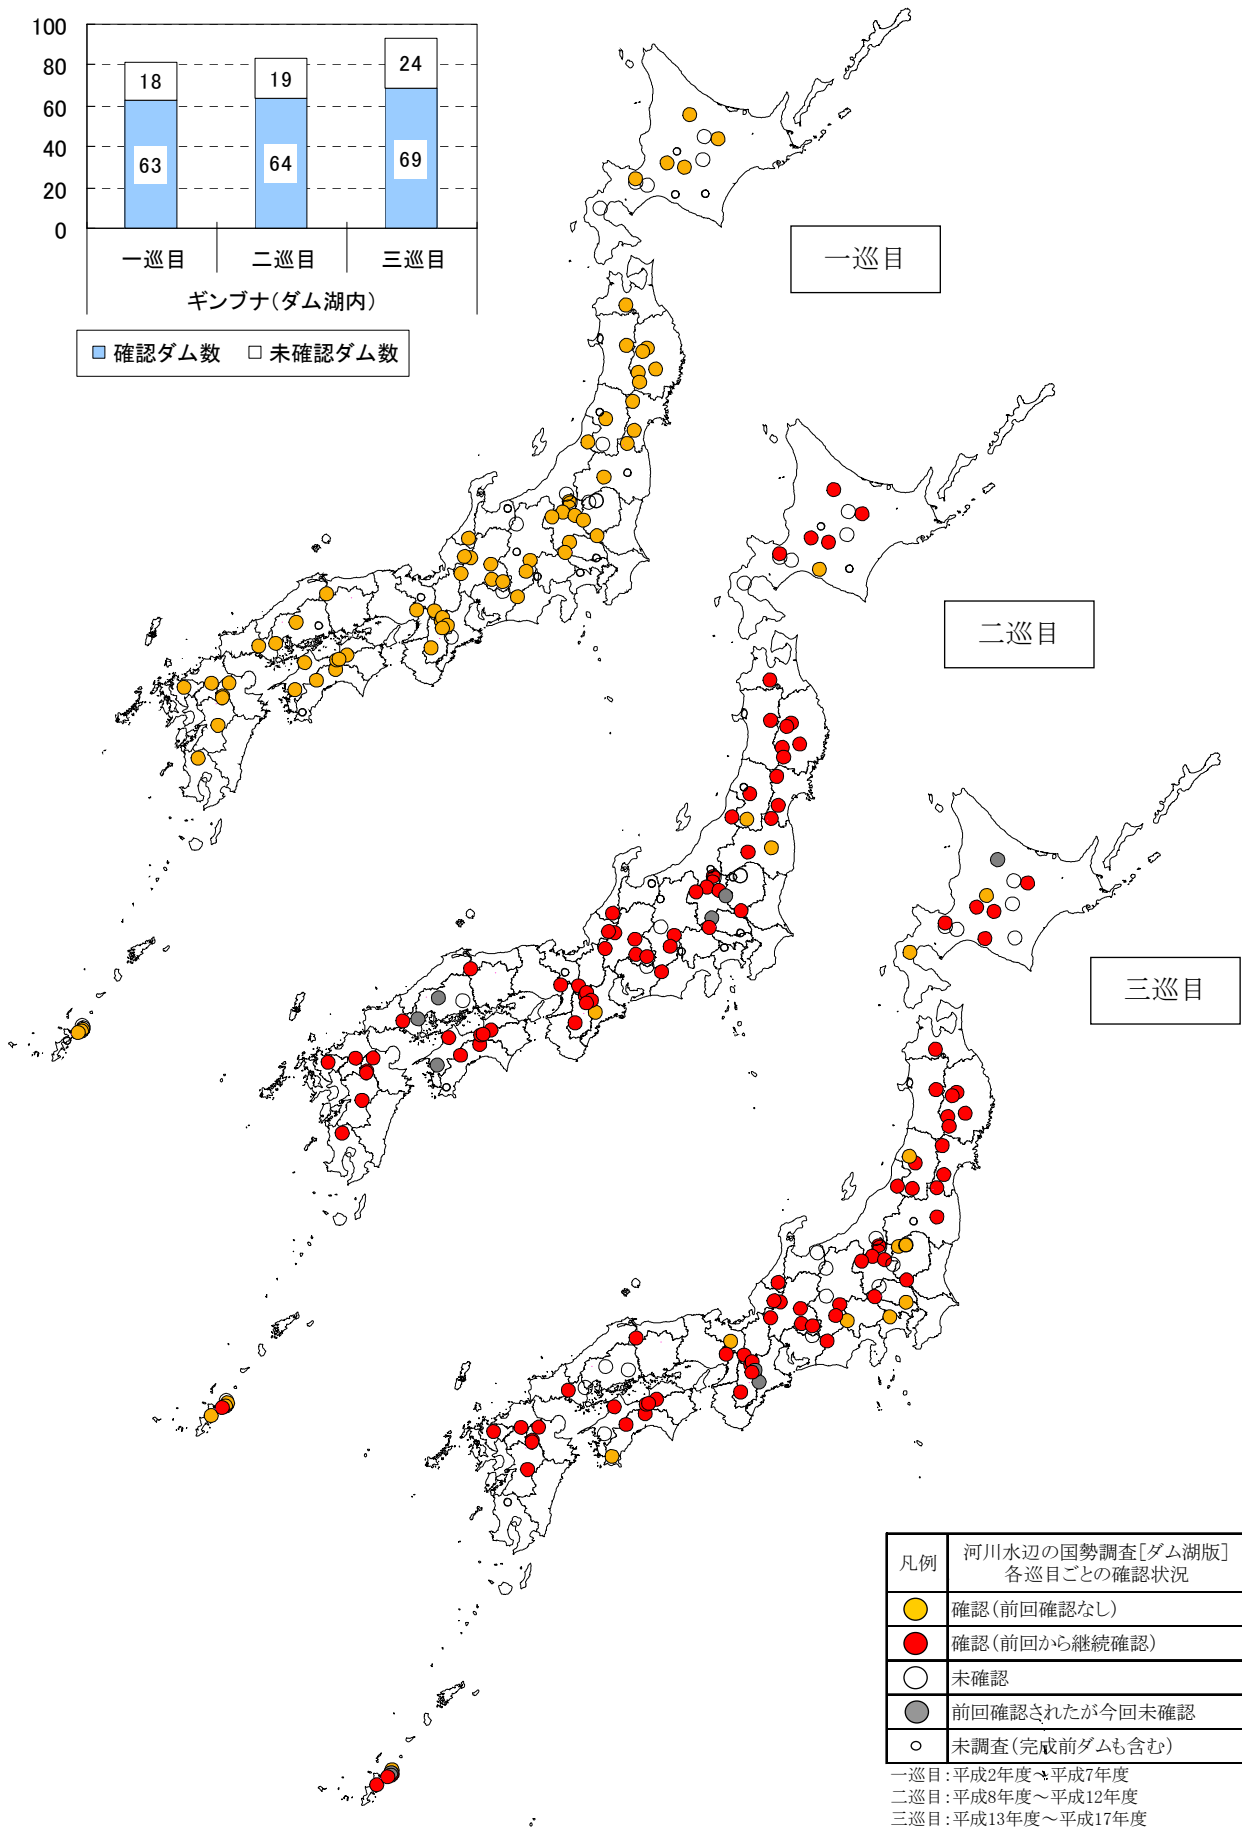 100
80
60
40
20
0
18
19
24
63
64
69
一巡目
二巡目
三巡目
ギンブナ(ダム湖内)
確認ダム数
未確認ダム数
一巡目
二巡目
三巡目
凡例
河川水辺の国勢調査[ダム湖版]
各巡目ごとの確認状況
確認(前回確認なし)
確認(前回から継続確認)
未確認
前回確認されたが今回未確認
未調査(完成前ダムも含む)
一巡目:平成2年度～平成7年度
二巡目:平成8年度～平成12年度
三巡目:平成13年度～平成17年度